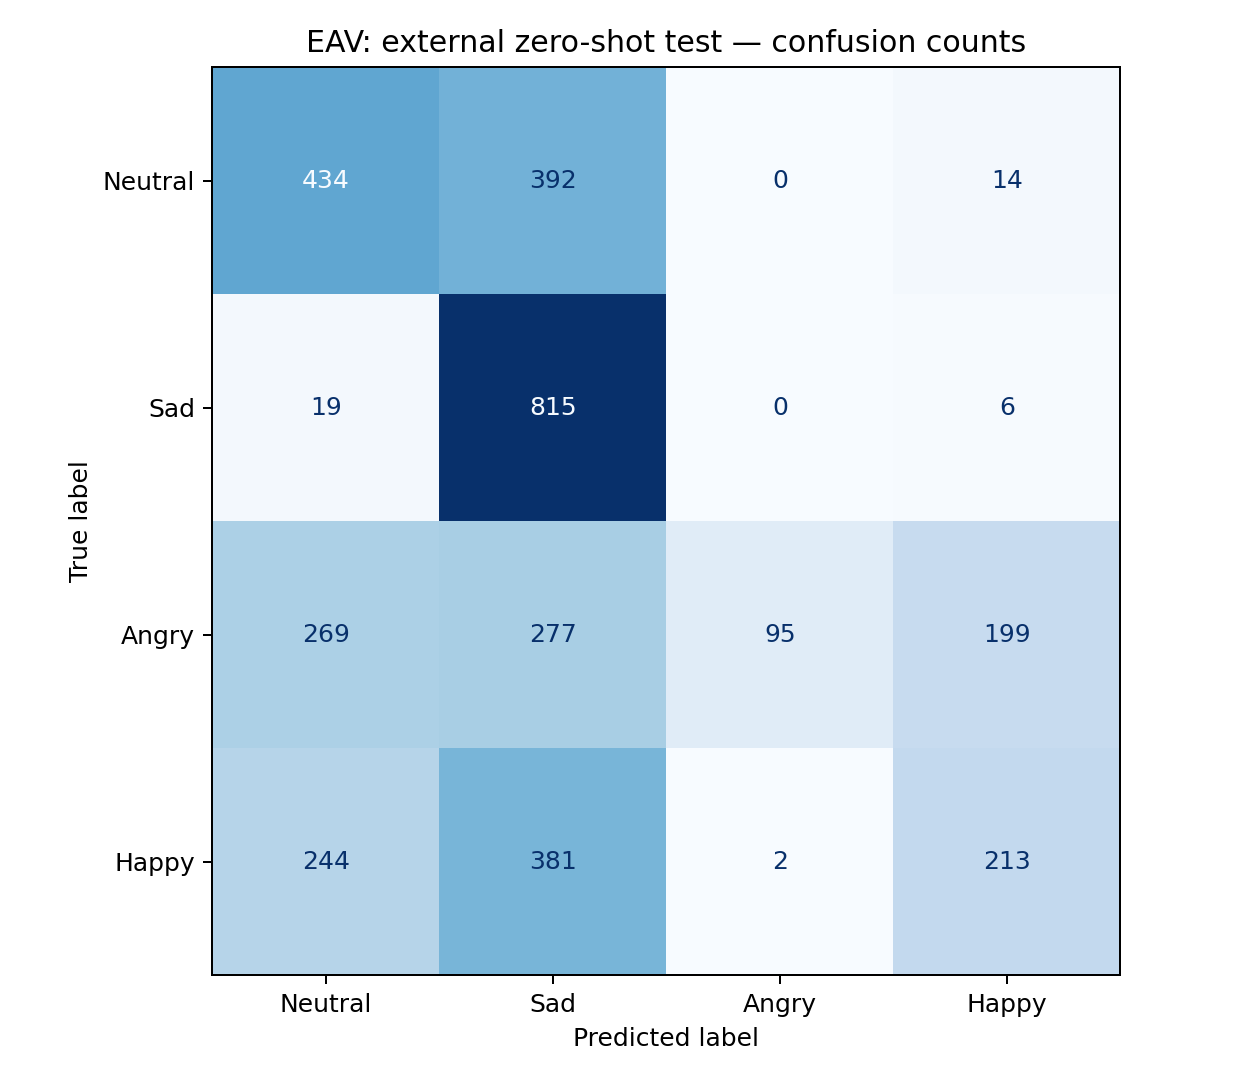 EAV: external zero-shot test — confusion counts
Neutral 434 392 0 14
Sad 19 815 0 6
True label
Angry 269 277 95 199
Happy 244 381 2 213
Neutral Sad Angry Happy
Predicted label